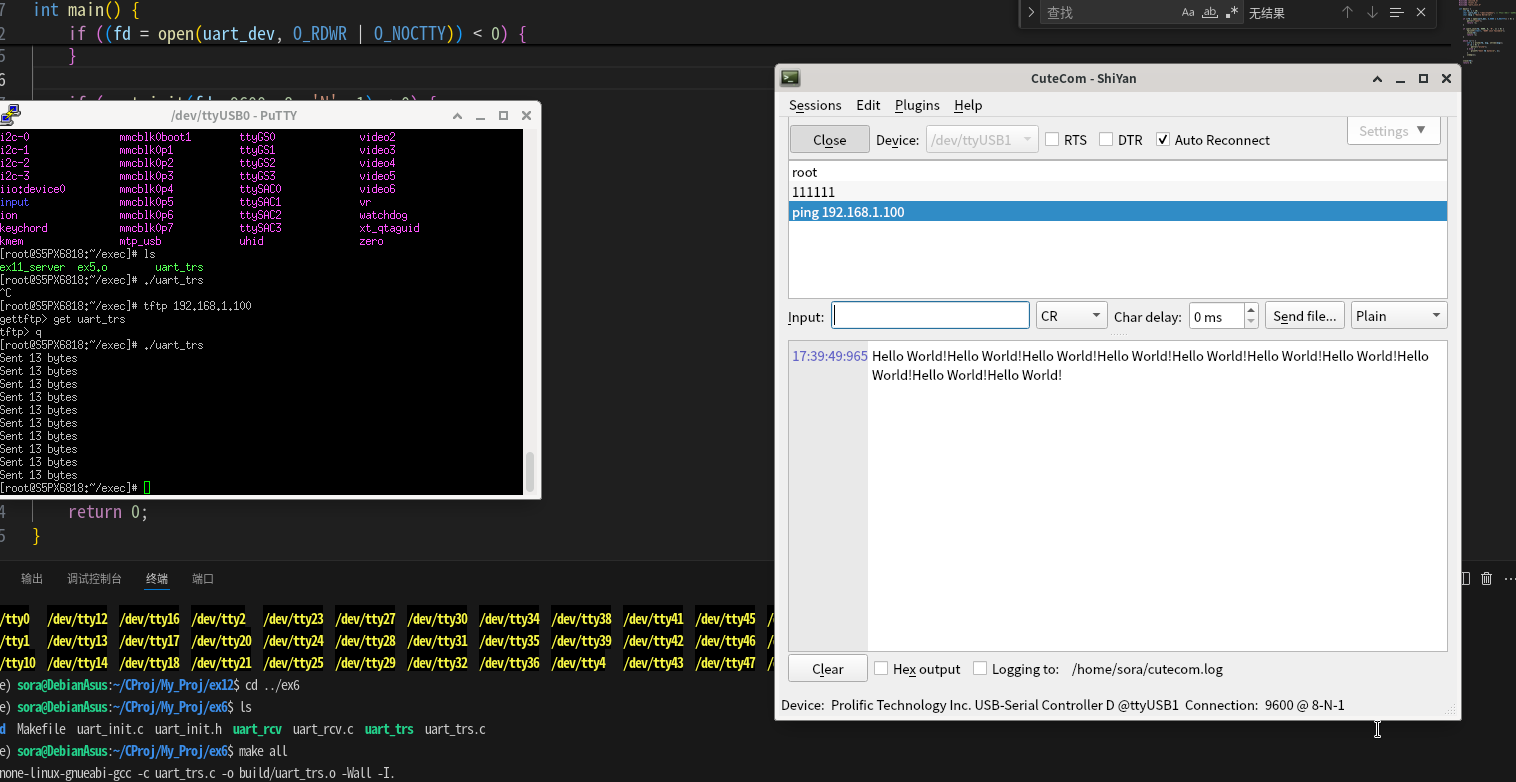 7 int main() {
2 if ((fd = open(uart_dev, O_RDWR | O_NOCTTY)) < 0) {
5 }
6
查找 Aa ab .* 无结果
/dev/ttyUSB0 - PuTTY
i2c-0 mmcblk0boot1 ttyGS0 video2
i2c-1 mmcblk0p1 ttyGS1 video3
i2c-2 mmcblk0p2 ttyGS2 video4
i2c-3 mmcblk0p3 ttyGS3 video5
iio:device0 mmcblk0p4 ttySAC0 video6
input mmcblk0p5 ttySAC1 vr
ion mmcblk0p6 ttySAC2 watchdog
keychord mmcblk0p7 ttySAC3 xt_qtaguid
kmem mtp_usb uhid zero
[root@S5PX6818:~/exec]# ls
ex11_server ex5.o uart_trs
[root@S5PX6818:~/exec]# ./uart_trs
^C
[root@S5PX6818:~/exec]# tftp 192.168.1.100
gettftp> get uart_trs
tftp> q
[root@S5PX6818:~/exec]# ./uart_trs
Sent 13 bytes
Sent 13 bytes
Sent 13 bytes
Sent 13 bytes
Sent 13 bytes
Sent 13 bytes
Sent 13 bytes
Sent 13 bytes
Sent 13 bytes
Sent 13 bytes
[root@S5PX6818:~/exec]#
4 return 0;
5 }
CuteCom - ShiYan
Sessions Edit Plugins Help
Close Device: /dev/ttyUSB1 RTS DTR Auto Reconnect Settings
root
111111
ping 192.168.1.100
Input: CR Char delay: 0 ms Send file... Plain
17:39:49:965 Hello World!Hello World!Hello World!Hello World!Hello World!Hello World!Hello World!Hello
World!Hello World!Hello World!
Clear Hex output Logging to: /home/sora/cutecom.log
Device: Prolific Technology Inc. USB-Serial Controller D @ttyUSB1 Connection: 9600 @ 8-N-1
输出 调试控制台 终端 端口
/tty0 /dev/tty12 /dev/tty16 /dev/tty2 /dev/tty23 /dev/tty27 /dev/tty30 /dev/tty34 /dev/tty38 /dev/tty41 /dev/tty45
/tty1 /dev/tty13 /dev/tty17 /dev/tty20 /dev/tty24 /dev/tty28 /dev/tty31 /dev/tty35 /dev/tty39 /dev/tty42 /dev/tty46
/tty10 /dev/tty14 /dev/tty18 /dev/tty21 /dev/tty25 /dev/tty29 /dev/tty32 /dev/tty36 /dev/tty4 /dev/tty43 /dev/tty47
e) sora@DebianAsus:~/CProj/My_Proj/ex12$ cd ../ex6
e) sora@DebianAsus:~/CProj/My_Proj/ex6$ ls
d Makefile uart_init.c uart_init.h uart_rcv uart_rcv.c uart_trs uart_trs.c
e) sora@DebianAsus:~/CProj/My_Proj/ex6$ make all
none-linux-gnueabi-gcc -c uart_trs.c -o build/uart_trs.o -Wall -I.